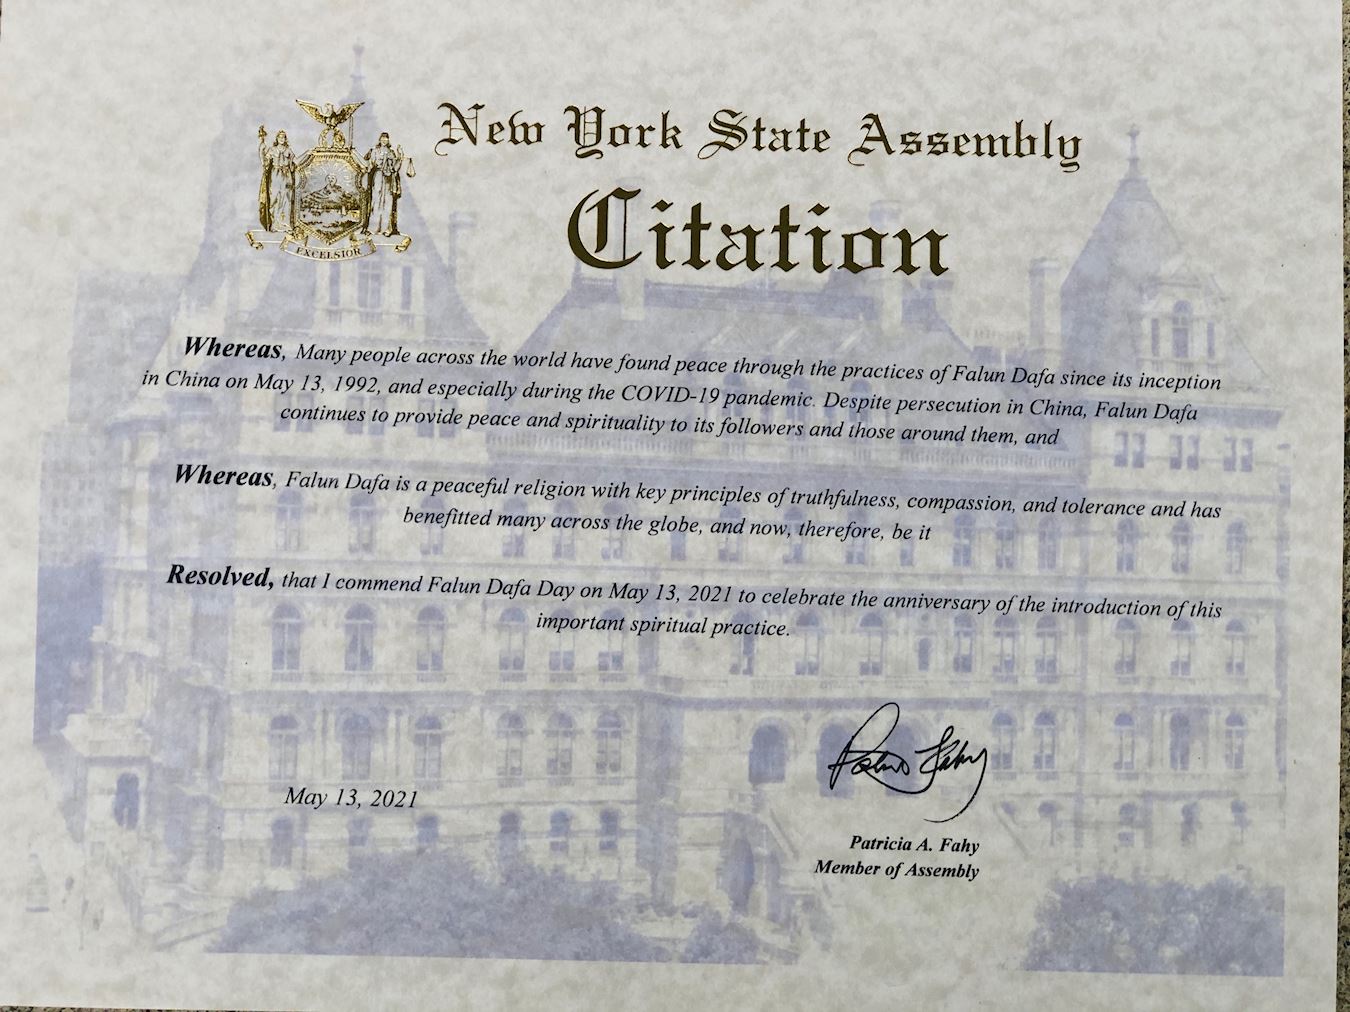 New York State Assembly
Citation
EXCELSIOR
Whereas, Many people across the world have found peace through the practices of Falun Dafa since its inception
in China on May 13, 1992, and especially during the COVID-19 pandemic. Despite persecution in China, Falun Dafa
continues to provide peace and spirituality to its followers and those around them, and
Whereas, Falun Dafa is a peaceful religion with key principles of truthfulness, compassion, and tolerance and has
benefitted many across the globe, and now, therefore, be it
Resolved, that I commend Falun Dafa Day on May 13, 2021 to celebrate the anniversary of the introduction of this
important spiritual practice.
May 13, 2021
Patricia A. Fahy
Member of Assembly